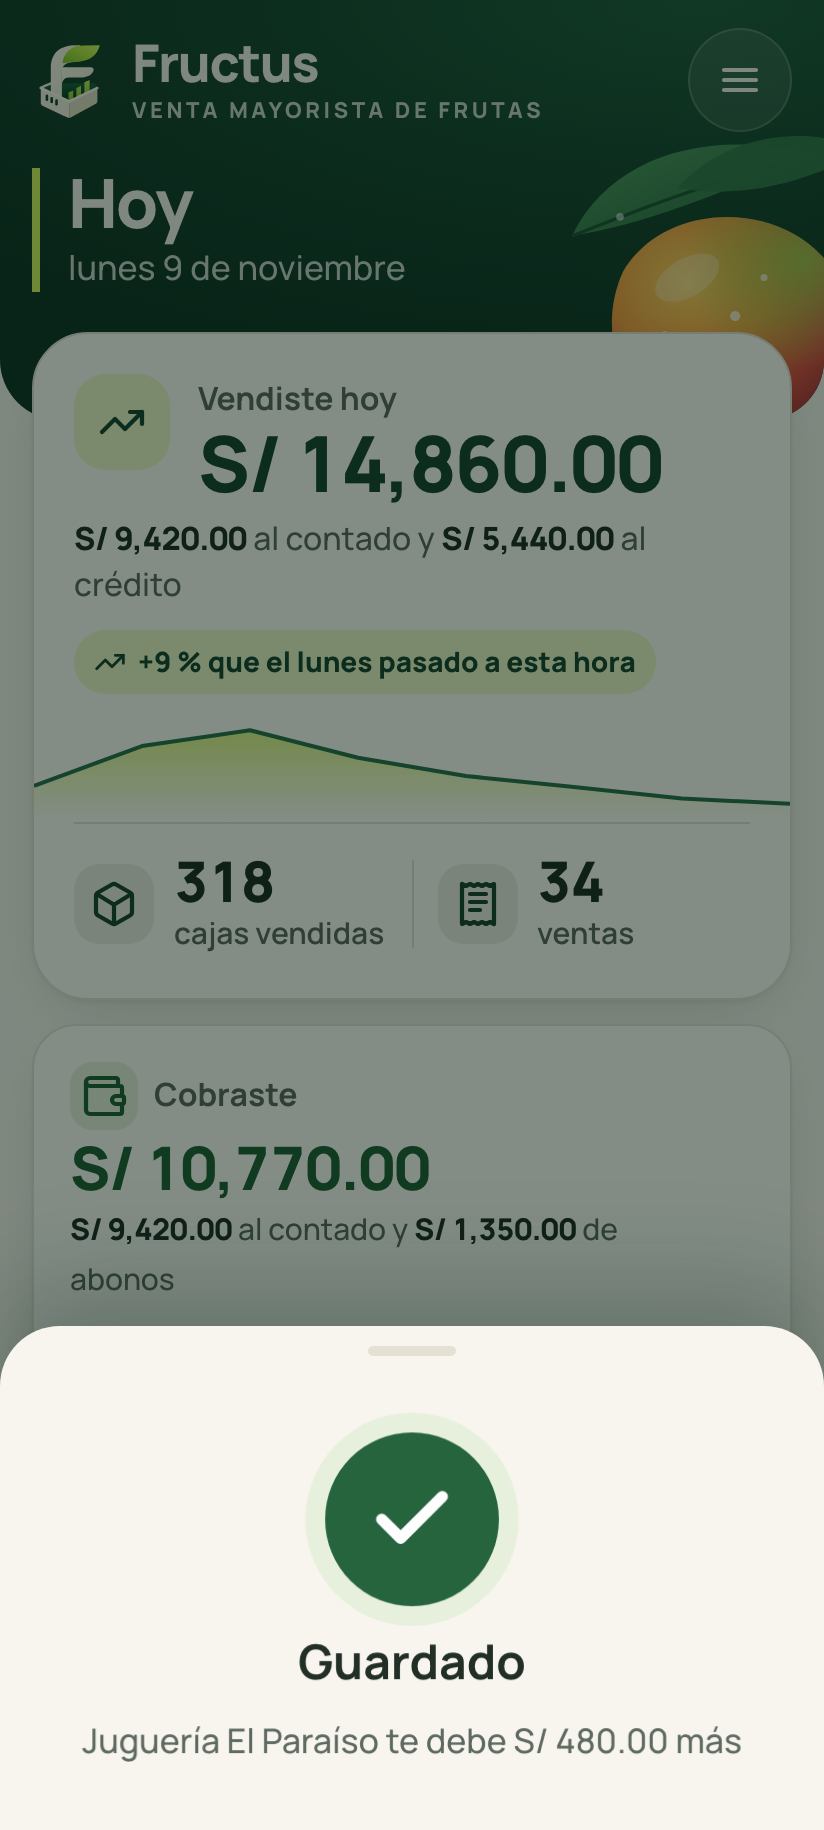 Fructus
VENTA MAYORISTA DE FRUTAS
Hoy
lunes 9 de noviembre
Vendiste hoy
S/ 14,860.00
S/ 9,420.00 al contado y S/ 5,440.00 al
crédito
+9 % que el lunes pasado a esta hora
318
cajas vendidas
34
ventas
Cobraste
S/ 10,770.00
S/ 9,420.00 al contado y S/ 1,350.00 de
abonos
Guardado
Juguería El Paraíso te debe S/ 480.00 más